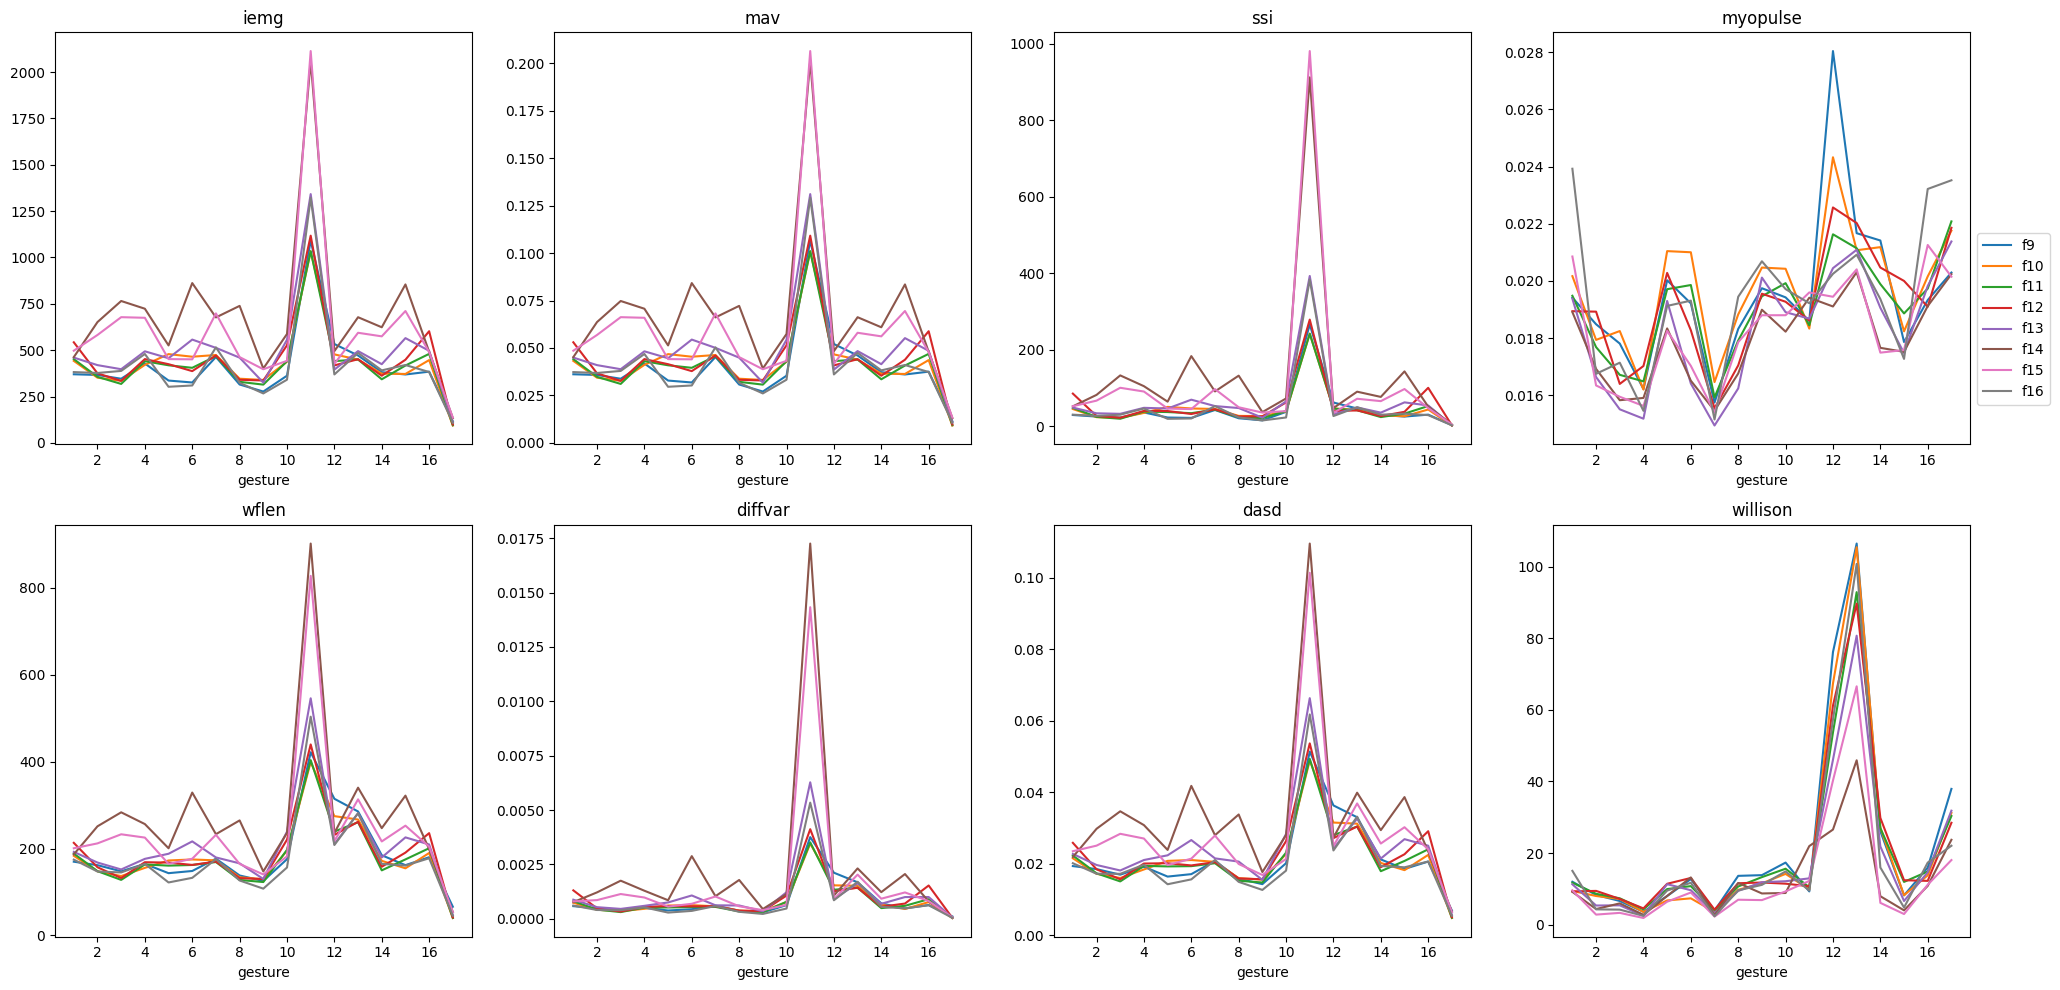 iemg
mav
ssi
myopulse
2000
1750
1500
1250
1000
750
500
250
0
2 4 6 8 10 12 14 16
gesture
0.200
0.175
0.150
0.125
0.100
0.075
0.050
0.025
0.000
2 4 6 8 10 12 14 16
gesture
1000
800
600
400
200
0
2 4 6 8 10 12 14 16
gesture
0.028
0.026
0.024
0.022
0.020
0.018
0.016
2 4 6 8 10 12 14 16
gesture
f9
f10
f11
f12
f13
f14
f15
f16
wflen
diffvar
dasd
willison
800
600
400
200
0
2 4 6 8 10 12 14 16
gesture
0.0175
0.0150
0.0125
0.0100
0.0075
0.0050
0.0025
0.0000
2 4 6 8 10 12 14 16
gesture
0.10
0.08
0.06
0.04
0.02
0.00
2 4 6 8 10 12 14 16
gesture
100
80
60
40
20
0
2 4 6 8 10 12 14 16
gesture